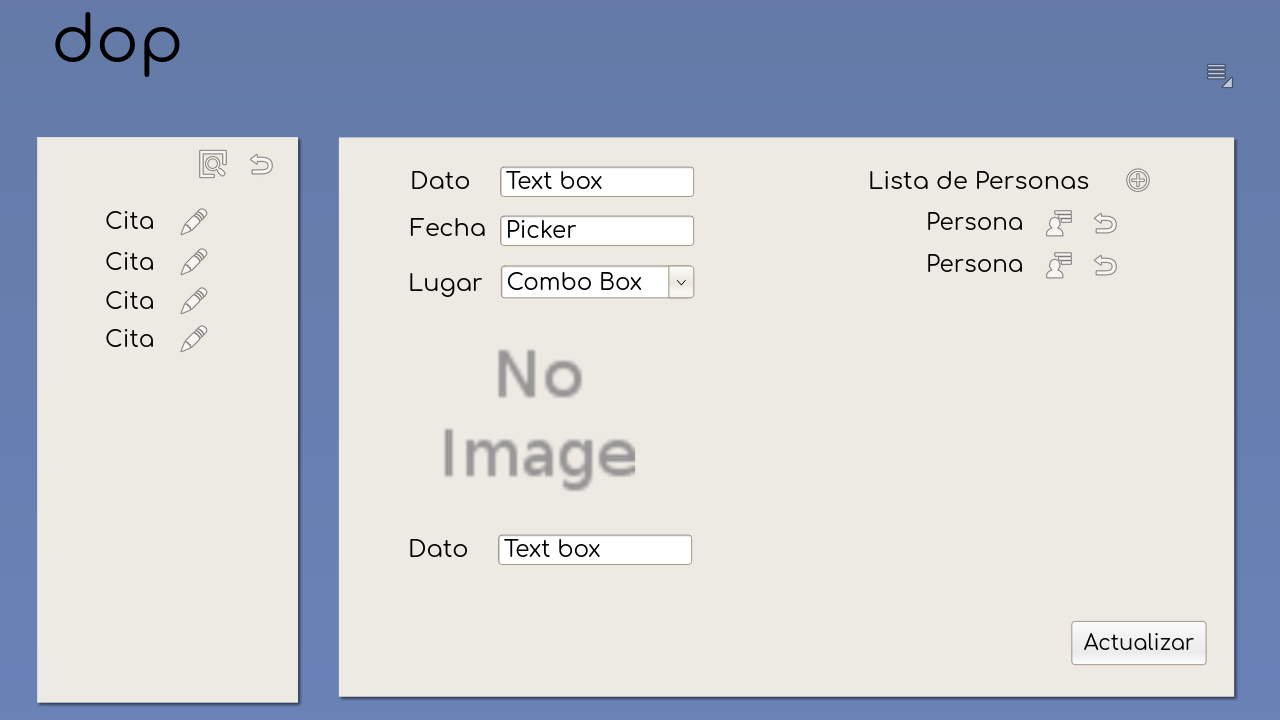 dop
Cita
Cita
Cita
Cita
Dato Text box
Fecha Picker
Lugar Combo Box
No
Image
Dato Text box
Lista de Personas
Persona
Persona
Actualizar